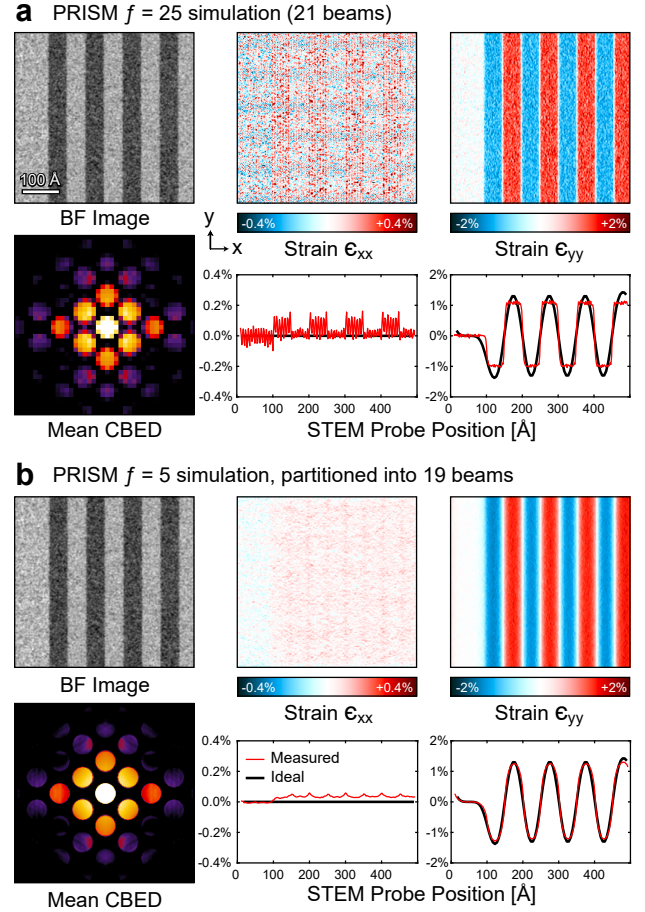 a PRISM ƒ = 25 simulation (21 beams)
100 Å
BF Image
y
x
-0.4% +0.4%
Strain ϵxx
-2% +2%
Strain ϵyy
Mean CBED
0.4%
0.2%
0.0%
-0.2%
-0.4%
0 100 200 300 400
2%
1%
0%
-1%
-2%
0 100 200 300 400
STEM Probe Position [Å]
b PRISM ƒ = 5 simulation, partitioned into 19 beams
BF Image
-0.4% +0.4%
Strain ϵxx
-2% +2%
Strain ϵyy
Mean CBED
0.4%
0.2%
0.0%
-0.2%
-0.4%
Measured
Ideal
0 100 200 300 400
2%
1%
0%
1%
2%
0 100 200 300 400
STEM Probe Position [Å]